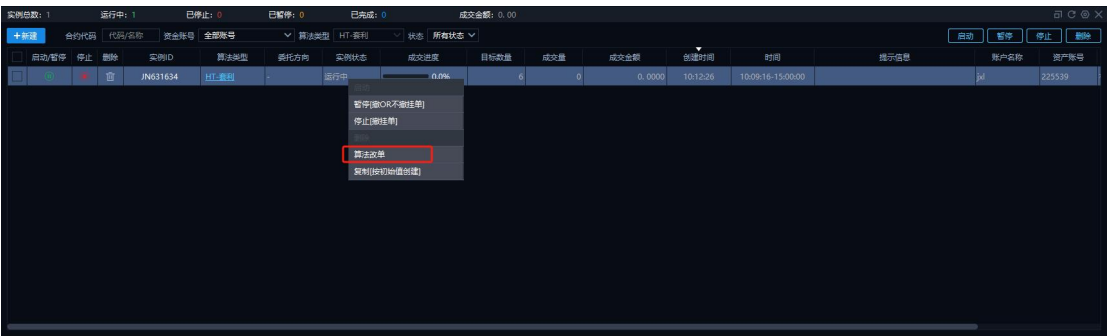 实例总数: 1 运行中: 1 已停止: 0 已暂停: 0 已完成: 0 成交金额: 0.00
+新建 合约代码 代码/名称 资金账号 全部账号 算法类型 HT-套利 状态 所有状态 启动 暂停 停止 删除
启动/暂停 停止 删除 实例ID 算法类型 委托方向 实例状态 成交进度 目标数量 成交量 成交金额 创建时间 时间 提示信息 账户名称 资产账号
JN631634 HT-套利 - 运行中 0.0% 6 0 0.0000 10:12:26 10:09:16-15:00:00 jxl 225539
启动
暂停[撤OR不撤挂单]
停止[撤挂单]
删除
算法改单
复制[按初始值创建]